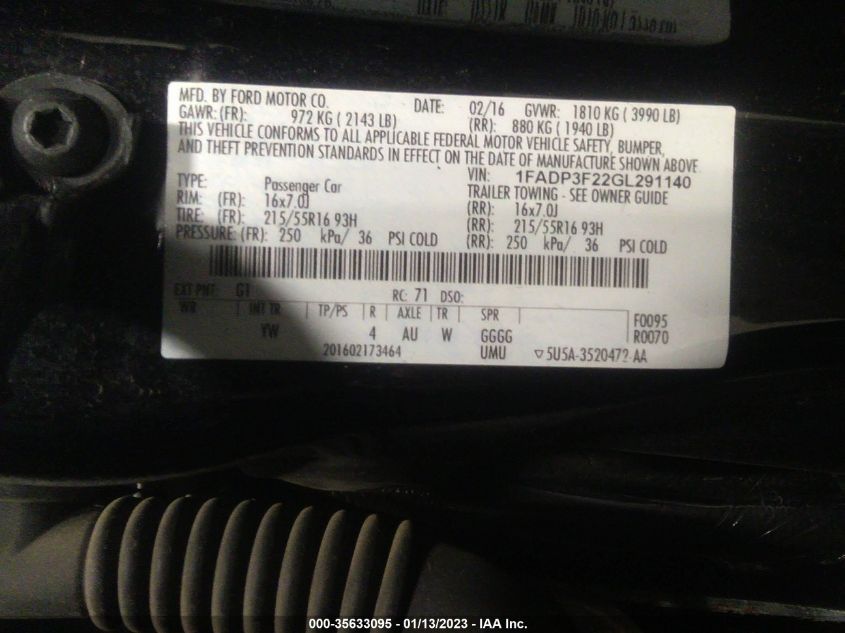 MFD. BY FORD MOTOR CO. DATE: 02/16 GVWR: 1810 KG ( 3990 LB)
GAWR: (FR): 972 KG ( 2143 LB) (RR): 880 KG ( 1940 LB)
THIS VEHICLE CONFORMS TO ALL APPLICABLE FEDERAL MOTOR VEHICLE SAFETY, BUMPER,
AND THEFT PREVENTION STANDARDS IN EFFECT ON THE DATE OF MANUFACTURE SHOWN ABOVE.
VIN: 1FADP3F22GL291140
TYPE: Passenger Car TRAILER TOWING - SEE OWNER GUIDE
RIM: (FR): 16x7.0J (RR): 16x7.0J
TIRE: (FR): 215/55R16 93H (RR): 215/55R16 93H
PRESSURE: (FR): 250 kPa/ 36 PSI COLD (RR): 250 kPa/ 36 PSI COLD
EXT PNT: G1 RC: 71 DSO:
WB INT TR TP/PS R AXLE TR SPR F0095
YW 4 AU W GGGG R0070
201602173464 UMU ▽5U5A-3520472-AA
000-35633095 - 01/13/2023 - IAA Inc.